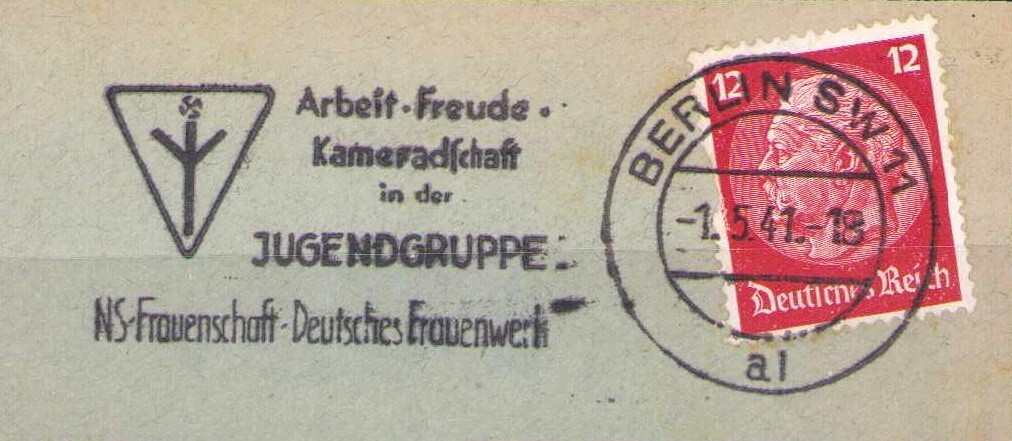 Arbeit · Freude ·
Kameradſchaft
in der
JUGENDGRUPPE
NS-Frauenschaft - Deutsches Frauenwerk
BERLIN SW 11
-1.5.41.-18
al
12 12
Deutſches Reich